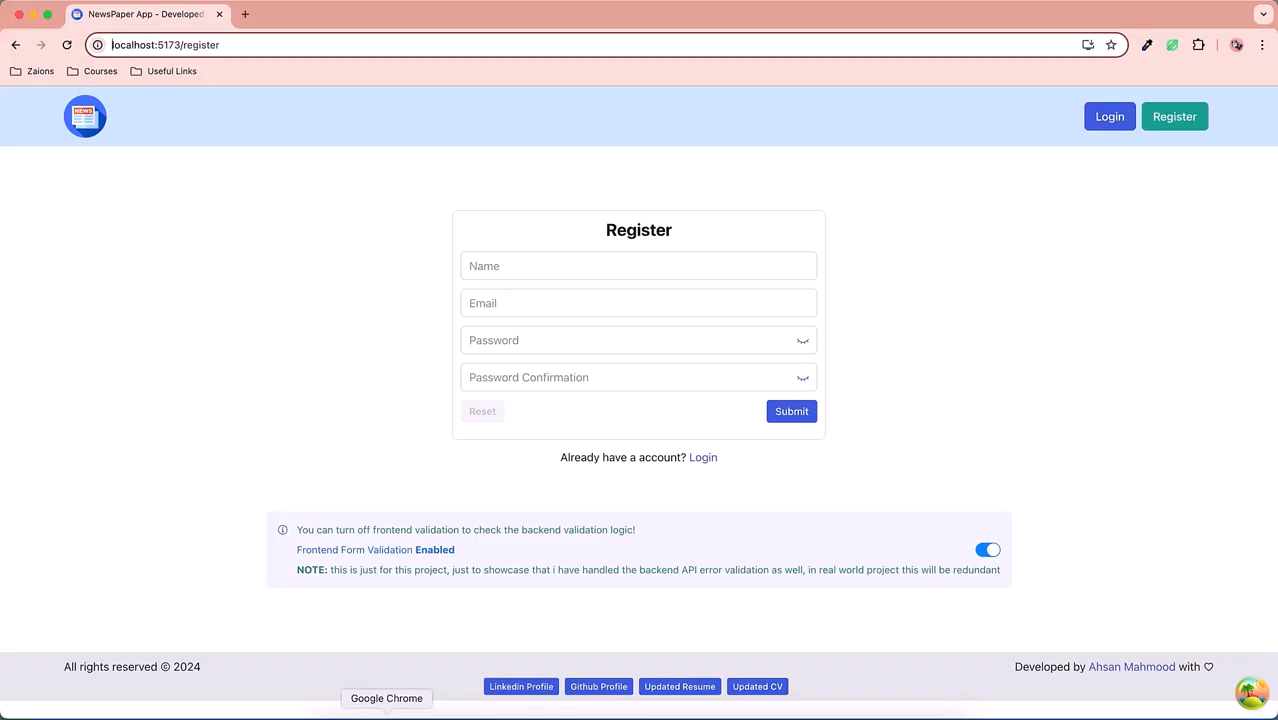 NewsPaper App - Developed
localhost:5173/register
Zaions
Courses
Useful Links
NEWS
Login
Register
Register
Name
Email
Password
Password Confirmation
Reset
Submit
Already have a account? Login
You can turn off frontend validation to check the backend validation logic!
Frontend Form Validation Enabled
NOTE: this is just for this project, just to showcase that i have handled the backend API error validation as well, in real world project this will be redundant
All rights reserved © 2024
Developed by Ahsan Mahmood with ♡
Linkedin Profile
Github Profile
Updated Resume
Updated CV
Google Chrome